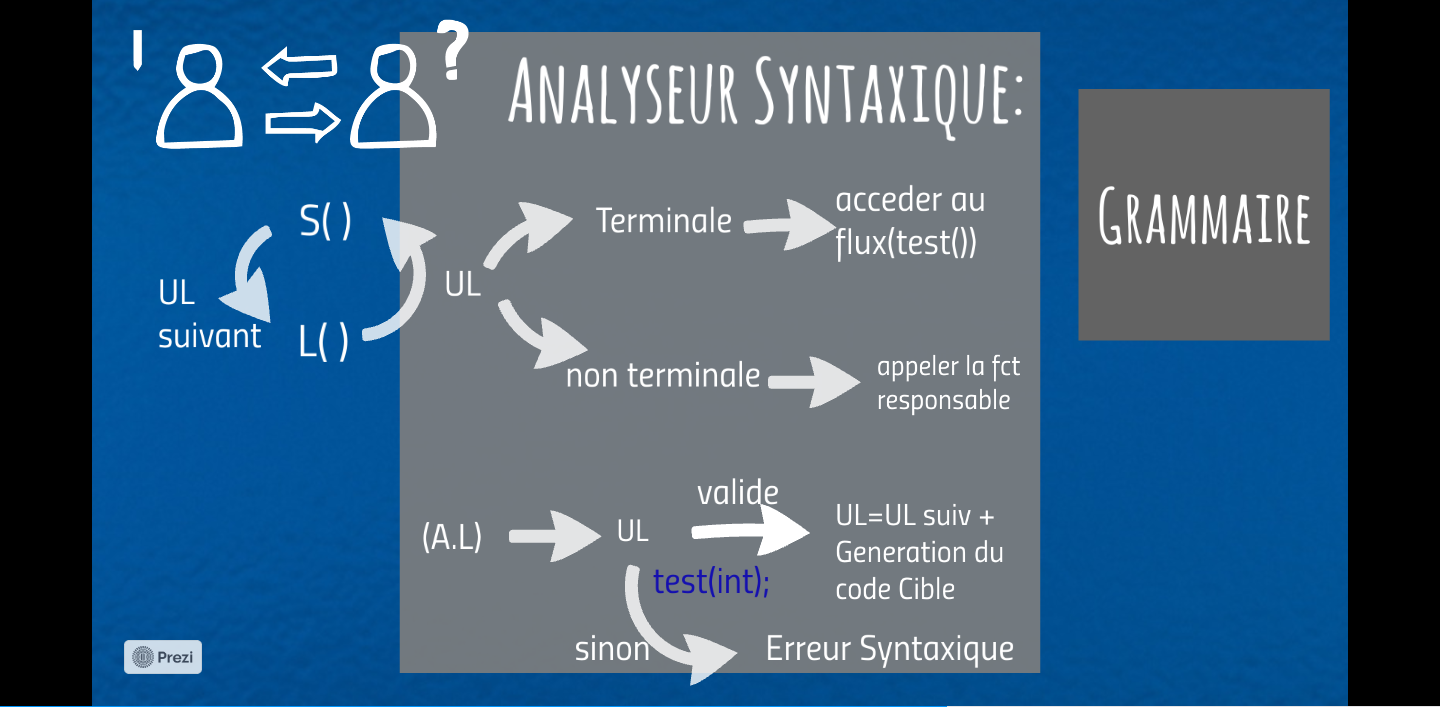 ?
ANALYSEUR SYNTAXIQUE:
GRAMMAIRE
S( )
UL
suivant
L( )
UL
Terminale
acceder au
flux(test())
non terminale
appeler la fct
responsable
(A.L)
UL
valide
test(int);
UL=UL suiv +
Generation du
code Cible
sinon
Erreur Syntaxique
Prezi